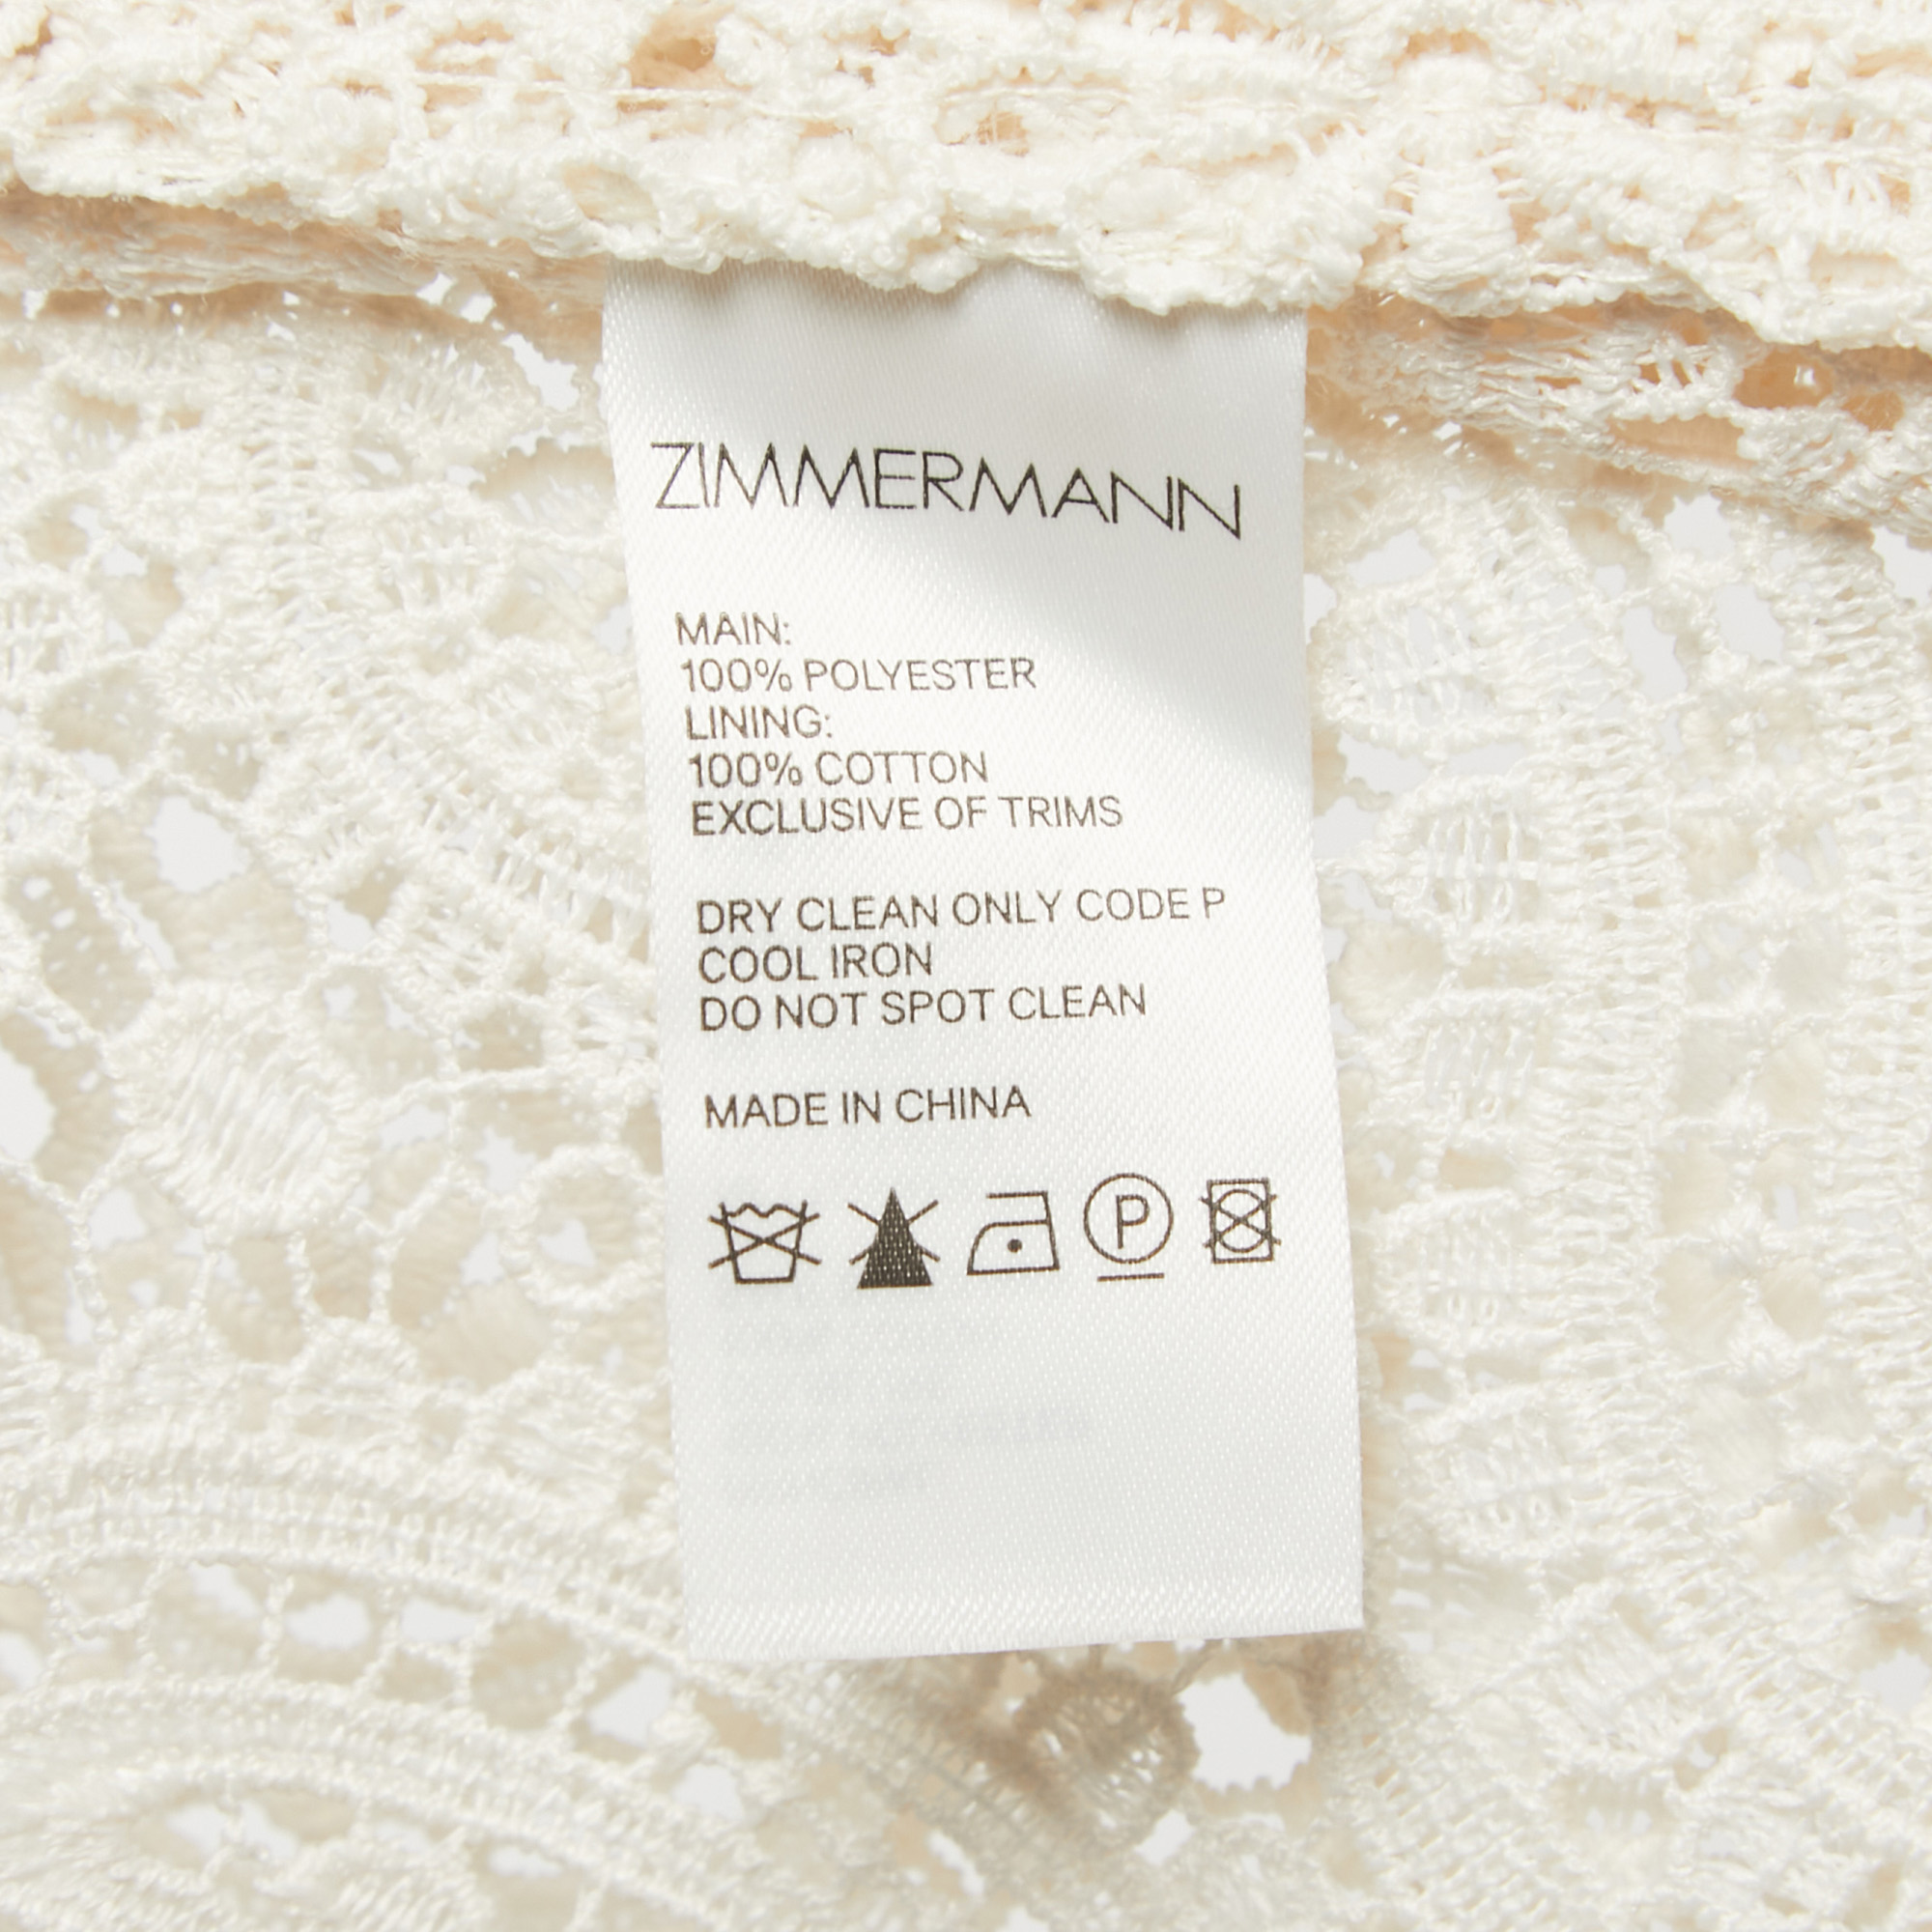 ZIMMERMANN
MAIN:
100% POLYESTER
LINING:
100% COTTON
EXCLUSIVE OF TRIMS
DRY CLEAN ONLY CODE P
COOL IRON
DO NOT SPOT CLEAN
MADE IN CHINA
P